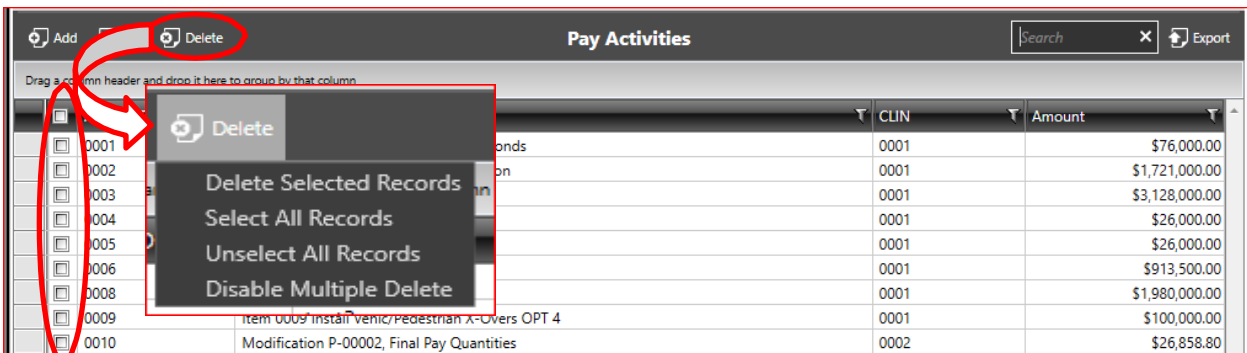 Add Delete Pay Activities Search Export
Drag a column header and drop it here to group by that column
CLIN Amount
Delete
Delete Selected Records
Select All Records
Unselect All Records
Disable Multiple Delete
0001 onds 0001 $76,000.00
0002 on 0001 $1,721,000.00
0003 0001 $3,128,000.00
0004 0001 $26,000.00
0005 0001 $26,000.00
0006 0001 $913,500.00
0008 0001 $1,980,000.00
0009 Item 0009 Install Vehic/Pedestrian X-Overs OPT 4 0001 $100,000.00
0010 Modification P-00002, Final Pay Quantities 0002 $26,858.80